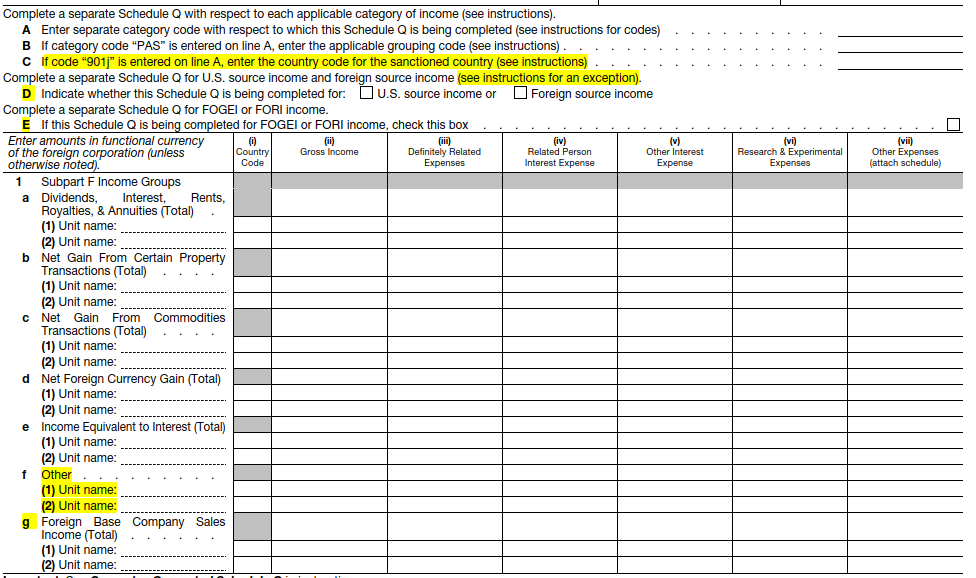 Complete a separate Schedule Q with respect to each applicable category of income (see instructions).
A Enter separate category code with respect to which this Schedule Q is being completed (see instructions for codes) . . . . . . . . .
B If category code “PAS” is entered on line A, enter the applicable grouping code (see instructions) . . . . . . . . . . . . . .
C If code “901j” is entered on line A, enter the country code for the sanctioned country (see instructions) . . . . . . . . . . . . .
Complete a separate Schedule Q for U.S. source income and foreign source income (see instructions for an exception).
D Indicate whether this Schedule Q is being completed for: U.S. source income or Foreign source income
Complete a separate Schedule Q for FOGEI or FORI income.
E If this Schedule Q is being completed for FOGEI or FORI income, check this box . . . . . . . . . . . . . . . . . . . . . . . . .
Enter amounts in functional currency of the foreign corporation (unless otherwise noted).
(i) Country Code
(ii) Gross Income
(iii) Definitely Related Expenses
(iv) Related Person Interest Expense
(v) Other Interest Expense
(vi) Research & Experimental Expenses
(vii) Other Expenses (attach schedule)
1 Subpart F Income Groups
a Dividends, Interest, Rents,
Royalties, & Annuities (Total) .
(1) Unit name:
(2) Unit name:
b Net Gain From Certain Property
Transactions (Total) . . . .
(1) Unit name:
(2) Unit name:
c Net Gain From Commodities
Transactions (Total) . . . .
(1) Unit name:
(2) Unit name:
d Net Foreign Currency Gain (Total)
(1) Unit name:
(2) Unit name:
e Income Equivalent to Interest (Total)
(1) Unit name:
(2) Unit name:
f Other . . . . . . . . .
(1) Unit name:
(2) Unit name:
g Foreign Base Company Sales
Income (Total) . . . . . .
(1) Unit name:
(2) Unit name: